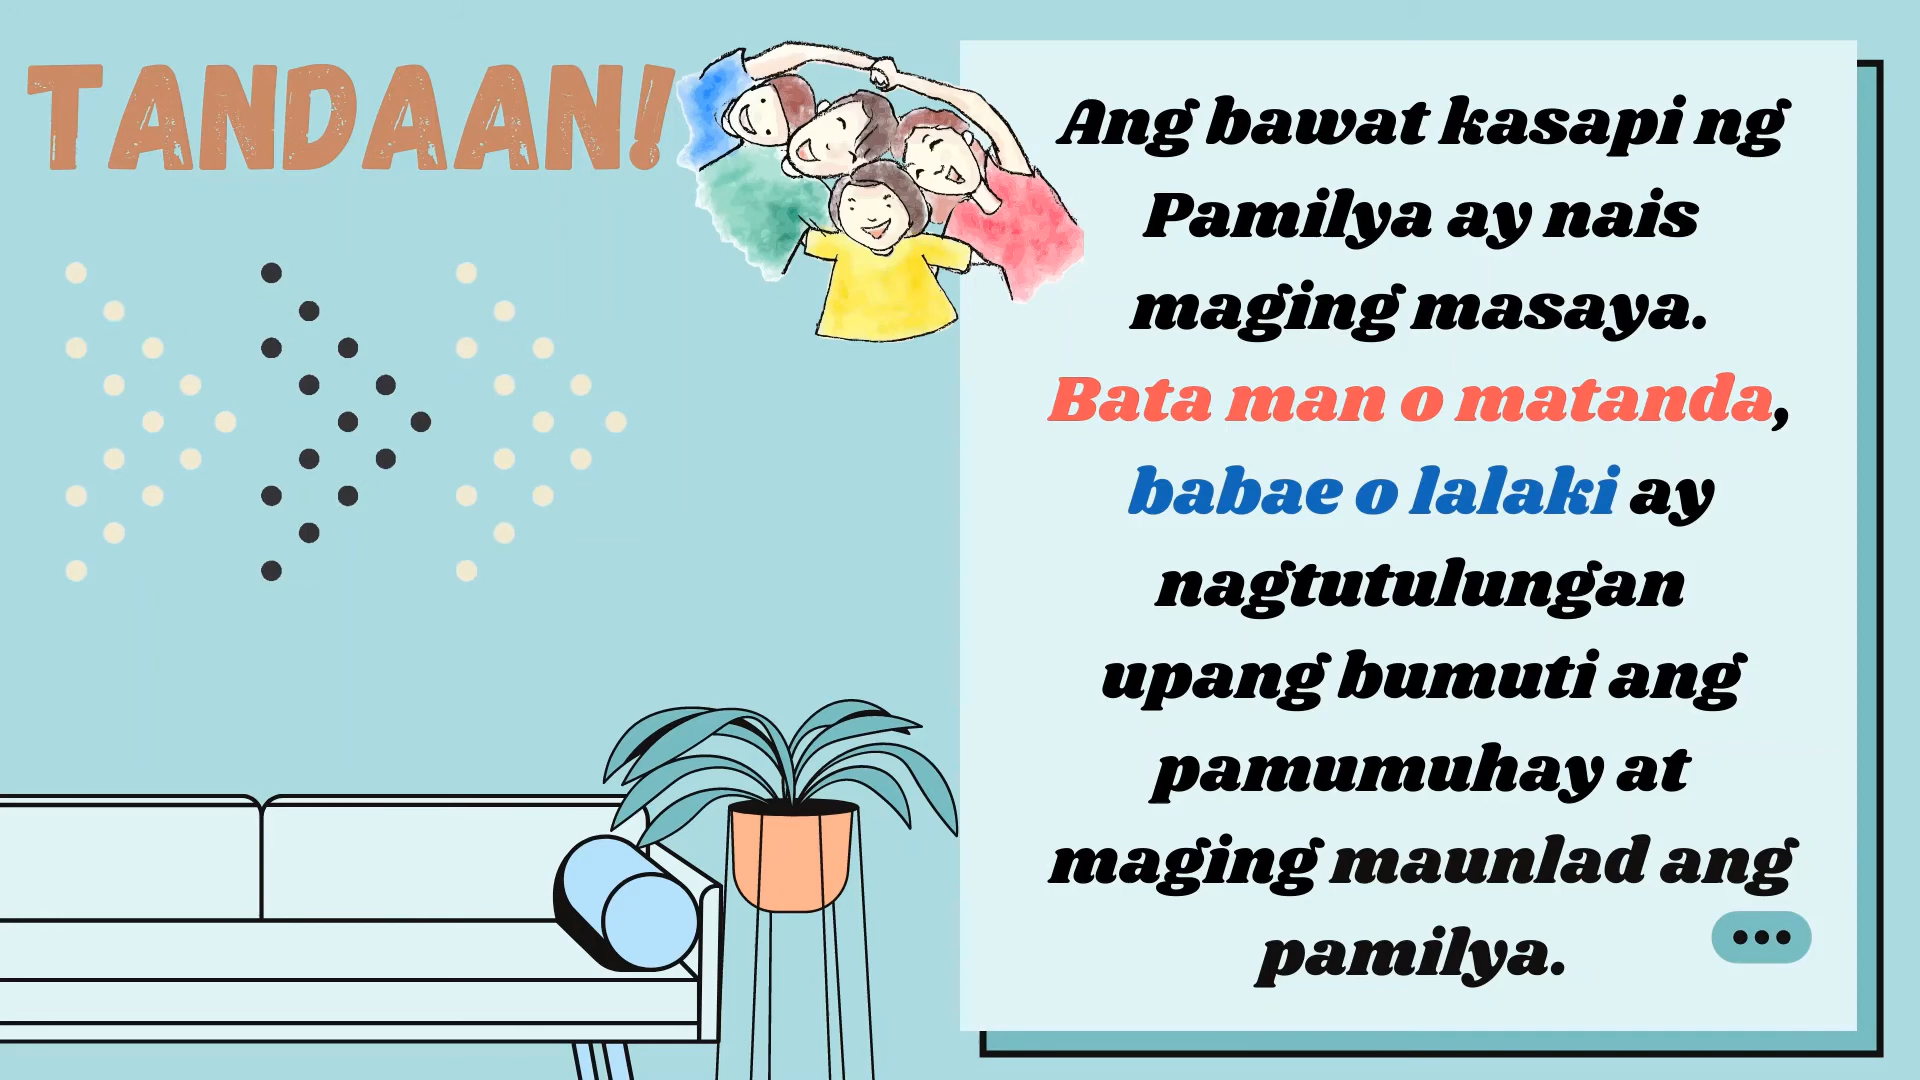 TANDAAN!
Ang bawat kasapi ng
Pamilya ay nais
maging masaya.
Bata man o matanda,
babae o lalaki ay
nagtutulungan
upang bumuti ang
pamumuhay at
maging maunlad ang
pamilya.